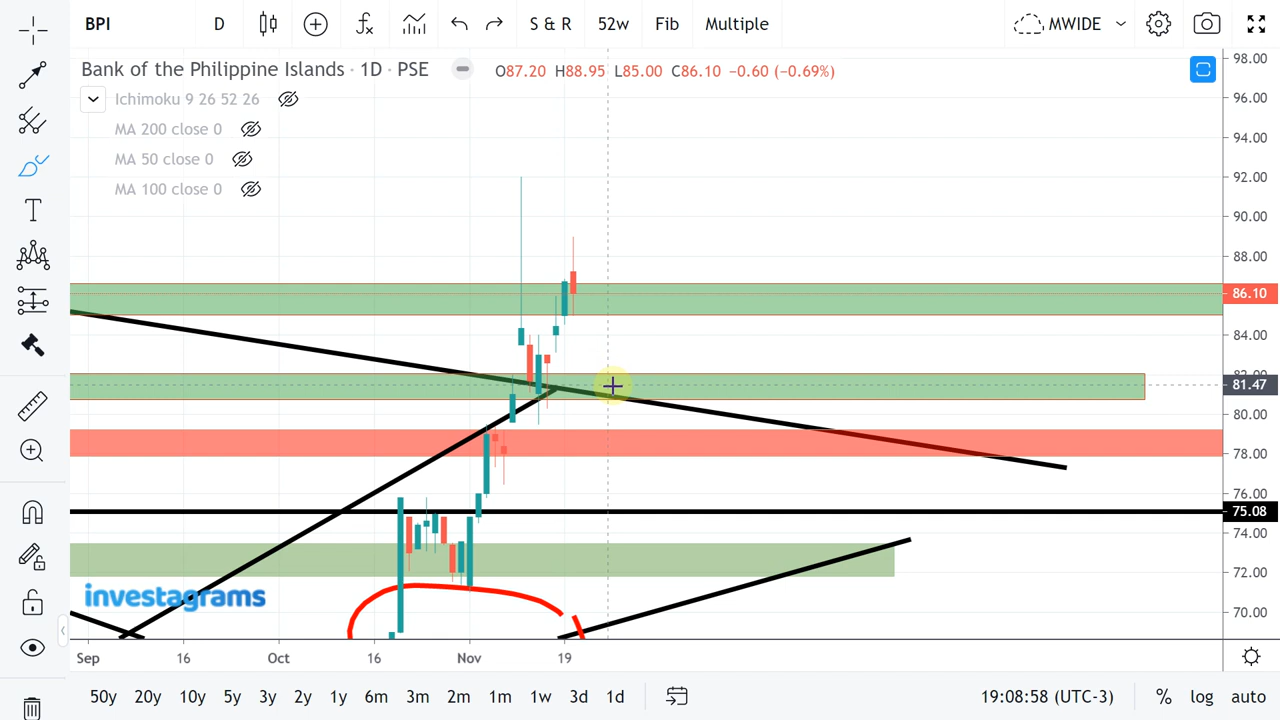 BPI D S & R 52w Fib Multiple MWIDE
Bank of the Philippine Islands · 1D · PSE O87.20 H88.95 L85.00 C86.10 −0.60 (−0.69%)
Ichimoku 9 26 52 26
MA 200 close 0
MA 50 close 0
MA 100 close 0
98.00
96.00
94.00
92.00
90.00
88.00
86.10
84.00
81.47
80.00
78.00
76.00
75.08
74.00
72.00
70.00
investagrams
Sep 16 Oct 16 Nov 19
50y 20y 10y 5y 3y 2y 1y 6m 3m 2m 1m 1w 3d 1d 19:08:58 (UTC-3) % log auto